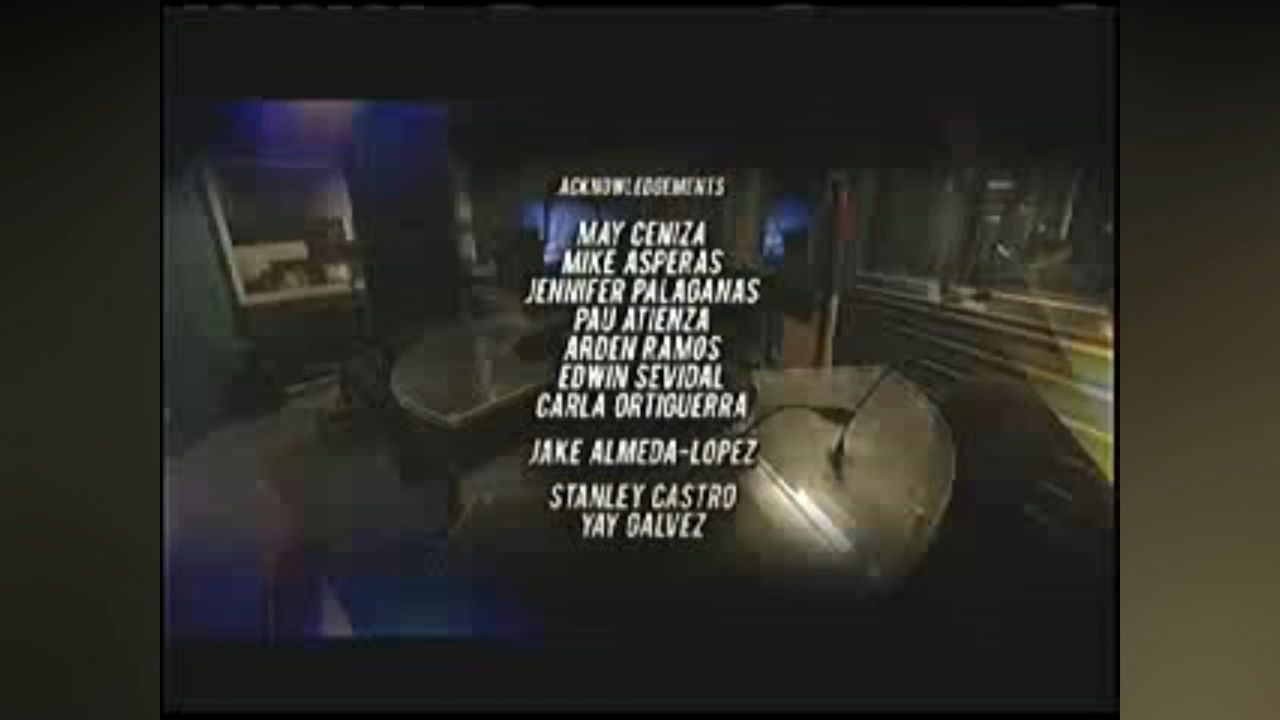 ACKNOWLEDGEMENTS
MAY CENIZA
MIKE ASPERAS
JENNIFER PALAGANAS
PAU ATIENZA
ARDEN RAMOS
EDWIN SEVIDAL
CARLA ORTIGUERRA
JAKE ALMEDA-LOPEZ
STANLEY CASTRO
YAY GALVEZ